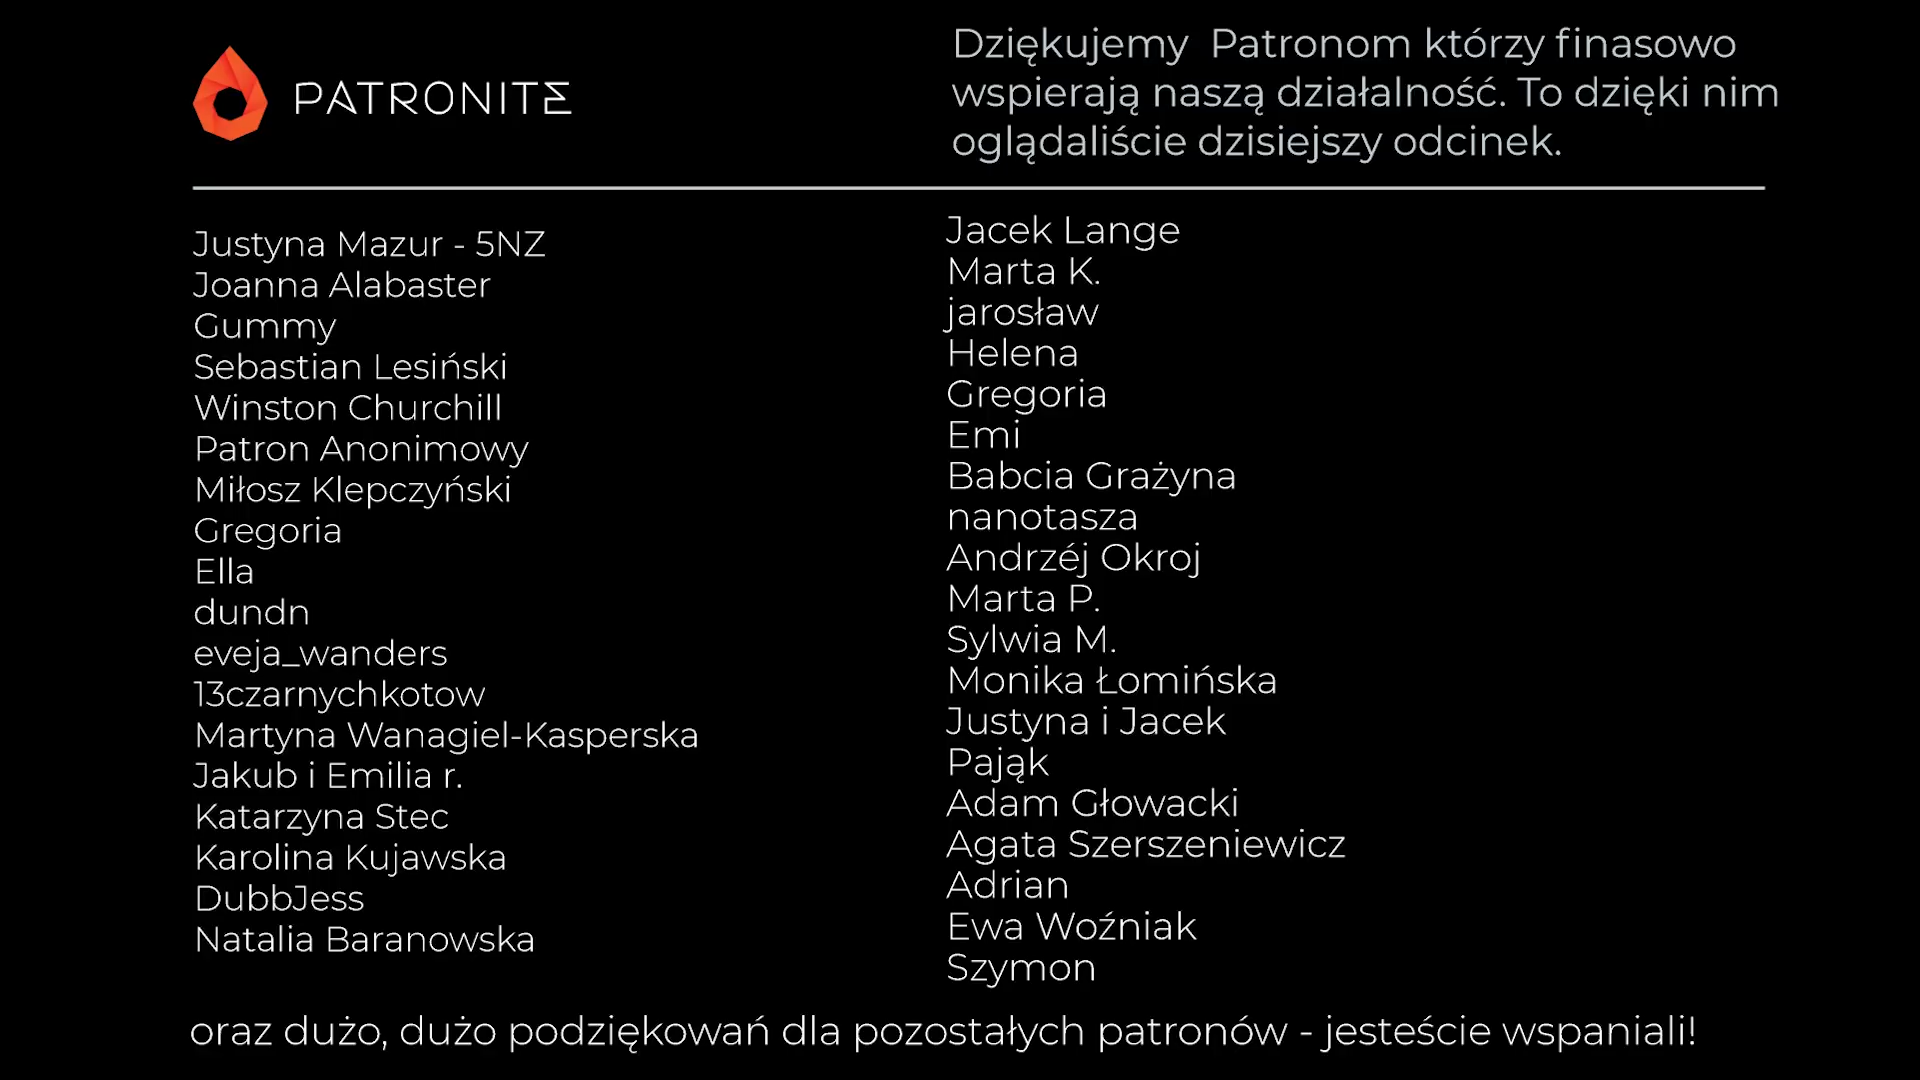 PATRONITE
Dziękujemy  Patronom którzy finasowo
wspierają naszą działalność. To dzięki nim
oglądaliście dzisiejszy odcinek.
Justyna Mazur - 5NZ
Joanna Alabaster
Gummy
Sebastian Lesiński
Winston Churchill
Patron Anonimowy
Miłosz Klepczyński
Gregoria
Ella
dundn
eveja_wanders
13czarnychkotow
Martyna Wanagiel-Kasperska
Jakub i Emilia r.
Katarzyna Stec
Karolina Kujawska
DubbJess
Natalia Baranowska
Jacek Lange
Marta K.
jarosław
Helena
Gregoria
Emi
Babcia Grażyna
nanotasza
Andrzéj Okroj
Marta P.
Sylwia M.
Monika Łomińska
Justyna i Jacek
Pająk
Adam Głowacki
Agata Szerszeniewicz
Adrian
Ewa Woźniak
Szymon
oraz dużo, dużo podziękowań dla pozostałych patronów - jesteście wspaniali!